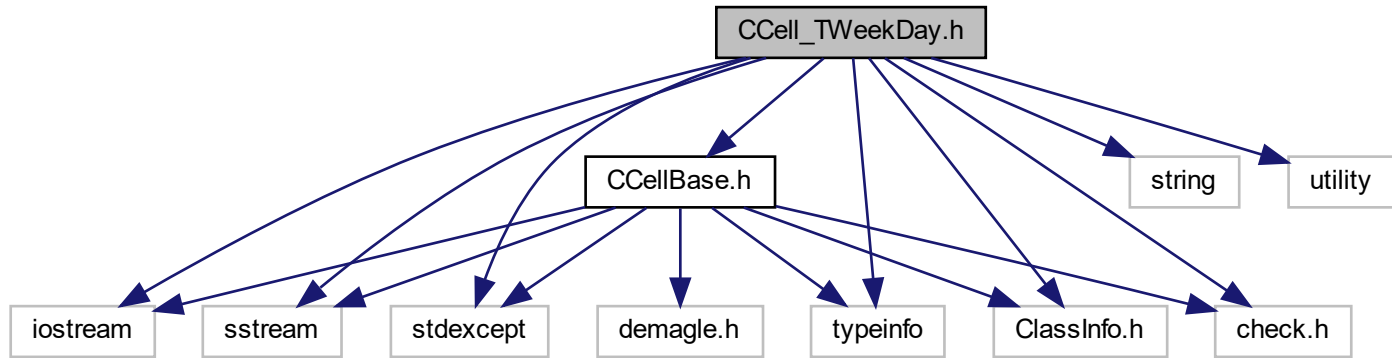 CCell_TWeekDay.h
CCellBase.h
string
utility
iostream
sstream
stdexcept
demagle.h
typeinfo
ClassInfo.h
check.h